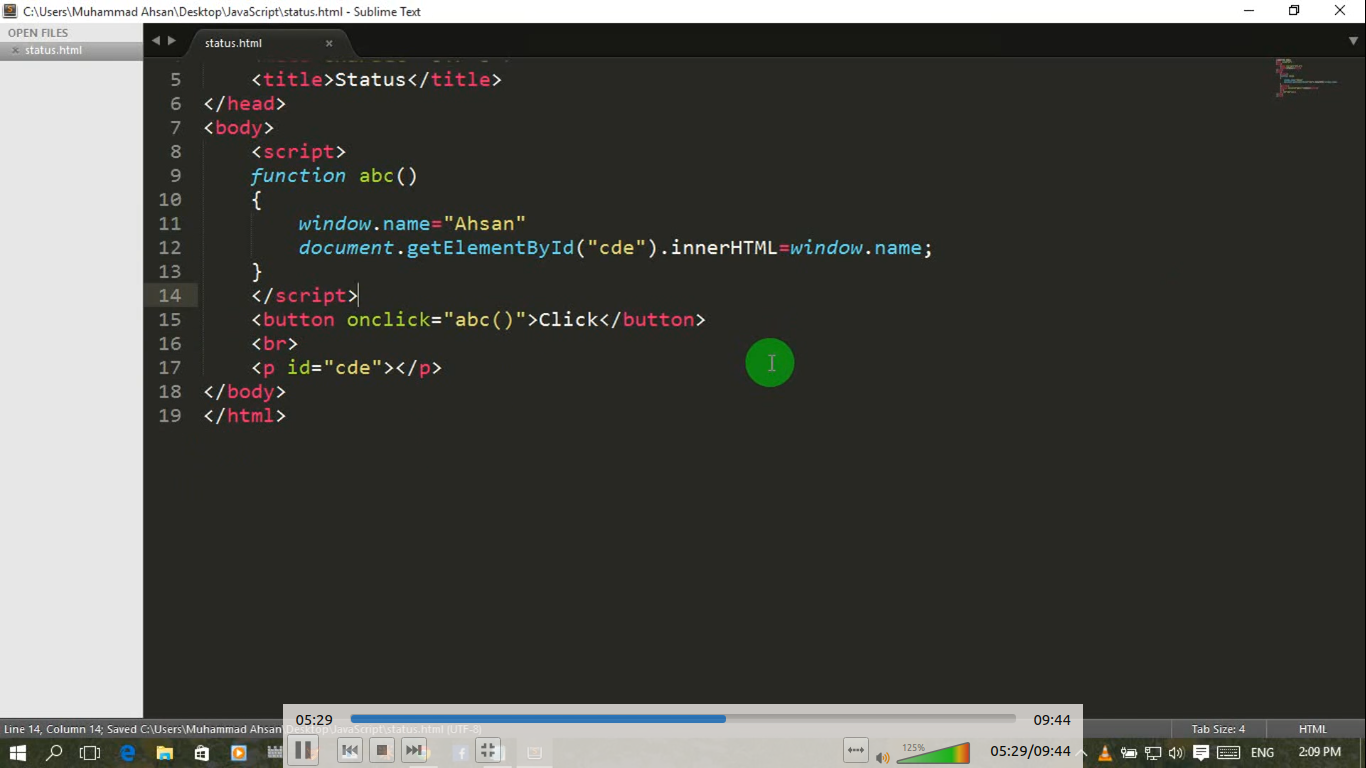 C:\Users\Muhammad Ahsan\Desktop\JavaScript\status.html - Sublime Text
OPEN FILES
status.html
status.html
5 <title>Status</title>
6 </head>
7 <body>
8 <script>
9 function abc()
10 {
11 window.name="Ahsan"
12 document.getElementById("cde").innerHTML=window.name;
13 }
14 </script>
15 <button onclick="abc()">Click</button>
16 <br>
17 <p id="cde"></p>
18 </body>
19 </html>
05:29 09:44
Line 14, Column 14; Saved C:\Users\Muhammad Ahsan\Desktop\JavaScript\status.html (UTF-8) Tab Size: 4 HTML
125% 05:29/09:44 ENG 2:09 PM